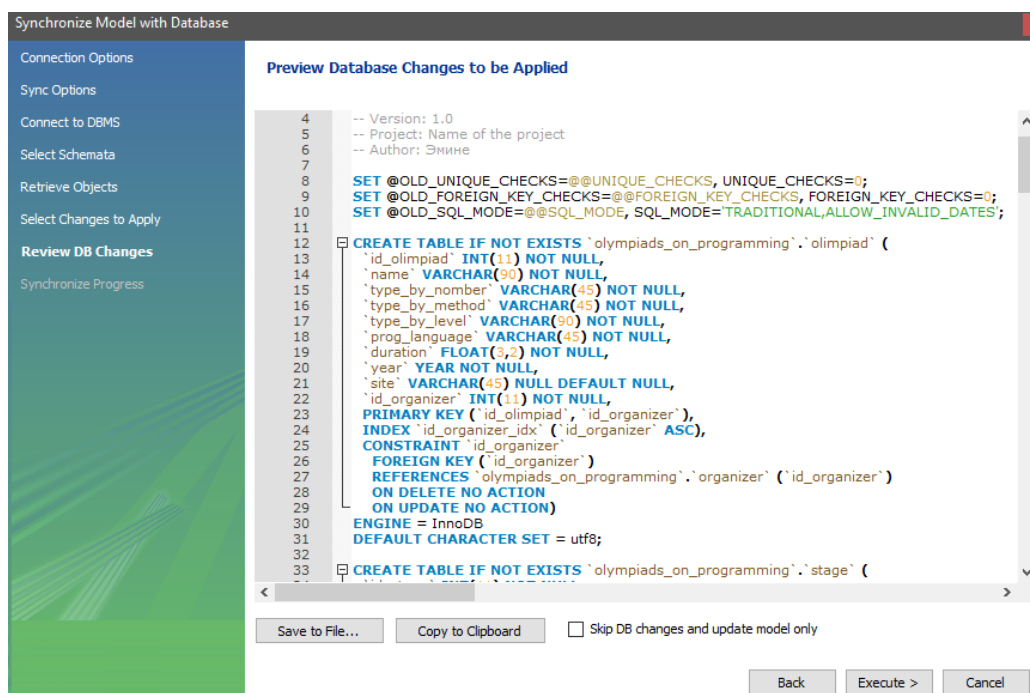 Synchronize Model with Database
Connection Options
Sync Options
Connect to DBMS
Select Schemata
Retrieve Objects
Select Changes to Apply
Review DB Changes
Synchronize Progress
Preview Database Changes to be Applied
4 -- Version: 1.0
5 -- Project: Name of the project
6 -- Author: Эмине
7
8 SET @OLD_UNIQUE_CHECKS=@@UNIQUE_CHECKS, UNIQUE_CHECKS=0;
9 SET @OLD_FOREIGN_KEY_CHECKS=@@FOREIGN_KEY_CHECKS, FOREIGN_KEY_CHECKS=0;
10 SET @OLD_SQL_MODE=@@SQL_MODE, SQL_MODE='TRADITIONAL,ALLOW_INVALID_DATES';
11
12 CREATE TABLE IF NOT EXISTS `olympiads_on_programming`.`olimpiad` (
13 `id_olimpiad` INT(11) NOT NULL,
14 `name` VARCHAR(90) NOT NULL,
15 `type_by_nomber` VARCHAR(45) NOT NULL,
16 `type_by_method` VARCHAR(45) NOT NULL,
17 `type_by_level` VARCHAR(90) NOT NULL,
18 `prog_language` VARCHAR(45) NOT NULL,
19 `duration` FLOAT(3,2) NOT NULL,
20 `year` YEAR NOT NULL,
21 `site` VARCHAR(45) NULL DEFAULT NULL,
22 `id_organizer` INT(11) NOT NULL,
23 PRIMARY KEY (`id_olimpiad`, `id_organizer`),
24 INDEX `id_organizer_idx` (`id_organizer` ASC),
25 CONSTRAINT `id_organizer`
26 FOREIGN KEY (`id_organizer`)
27 REFERENCES `olympiads_on_programming`.`organizer` (`id_organizer`)
28 ON DELETE NO ACTION
29 ON UPDATE NO ACTION)
30 ENGINE = InnoDB
31 DEFAULT CHARACTER SET = utf8;
32
33 CREATE TABLE IF NOT EXISTS `olympiads_on_programming`.`stage` (
Save to File... Copy to Clipboard Skip DB changes and update model only
Back Execute > Cancel